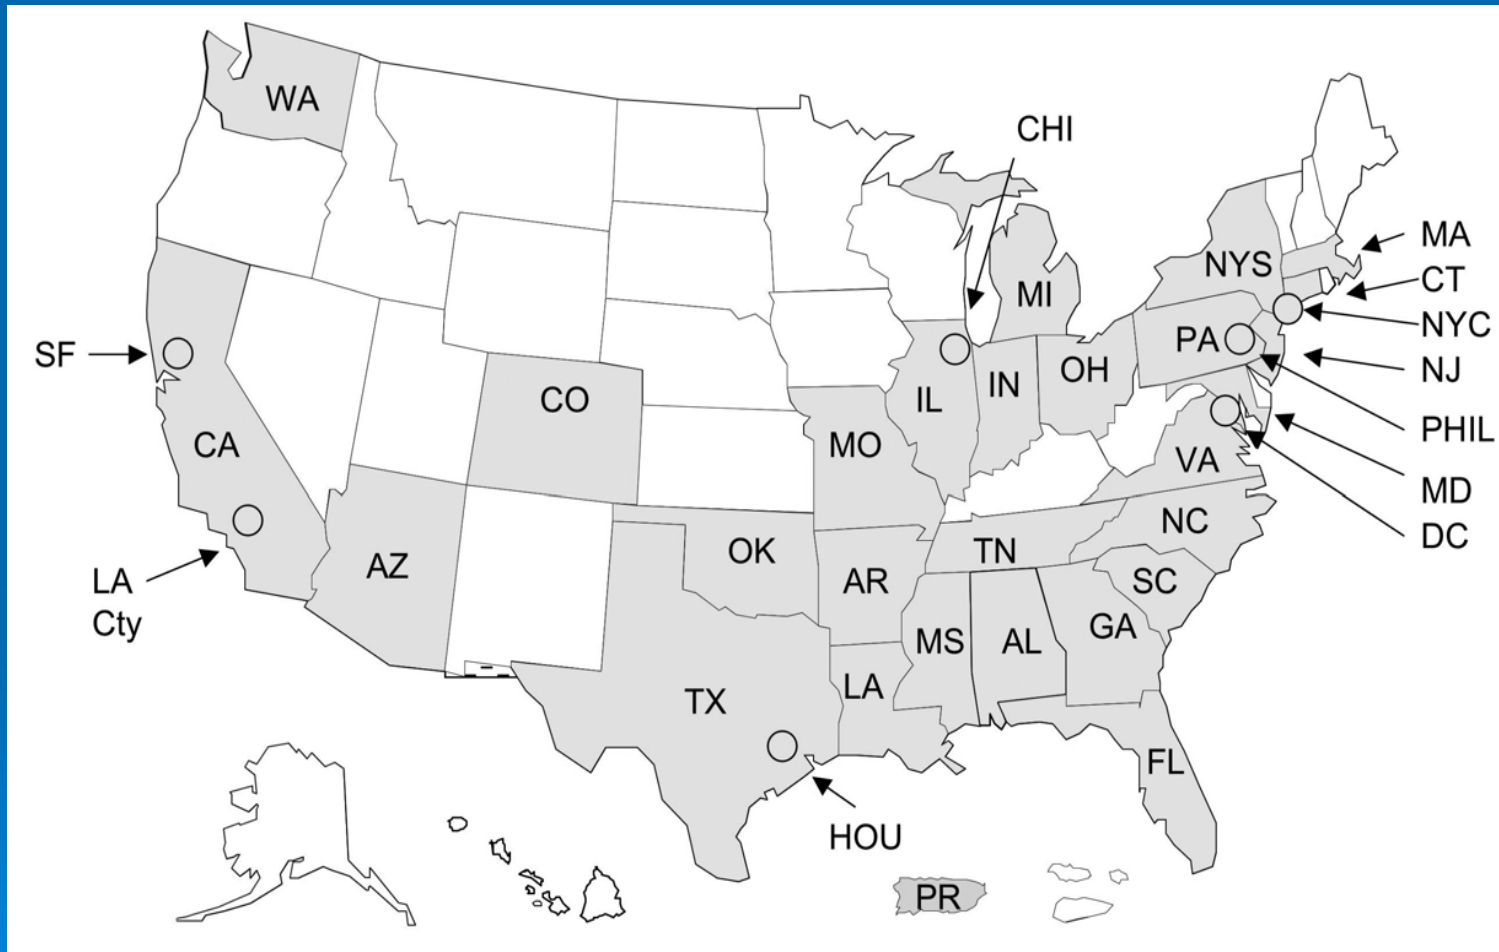 WA
CHI
MA
NYS
CT
MI
NYC
PA
SF
NJ
OH
IN
CO
IL
PHIL
CA
MO
VA
MD
NC
DC
OK
TN
AZ
AR
SC
LA
Cty
GA
MS
AL
LA
TX
FL
HOU
PR